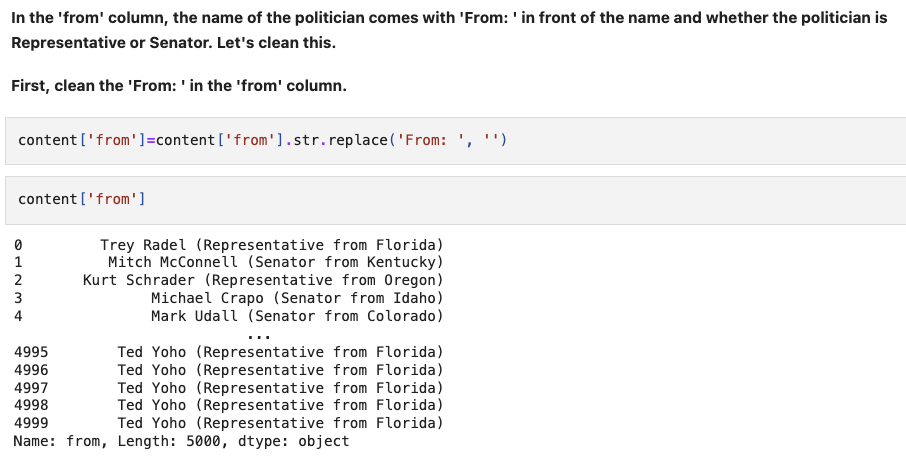 In the 'from' column, the name of the politician comes with 'From: ' in front of the name and whether the politician is
Representative or Senator. Let's clean this.
First, clean the 'From: ' in the 'from' column.
content['from']=content['from'].str.replace('From: ', '')
content['from']
0 Trey Radel (Representative from Florida)
1 Mitch McConnell (Senator from Kentucky)
2 Kurt Schrader (Representative from Oregon)
3 Michael Crapo (Senator from Idaho)
4 Mark Udall (Senator from Colorado)
...
4995 Ted Yoho (Representative from Florida)
4996 Ted Yoho (Representative from Florida)
4997 Ted Yoho (Representative from Florida)
4998 Ted Yoho (Representative from Florida)
4999 Ted Yoho (Representative from Florida)
Name: from, Length: 5000, dtype: object